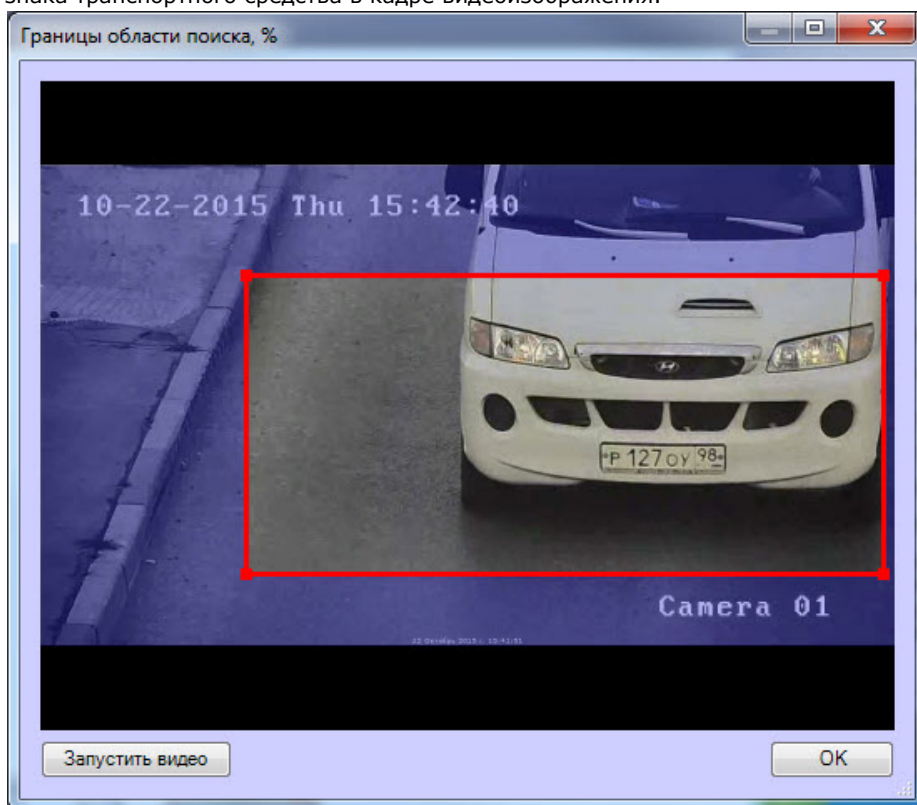 знака транспортного средства в кадре видеоизображения.
Границы области поиска, %
10-22-2015 Thu 15:42:40
Р 127 ОУ 98
Camera 01
Запустить видео
OK